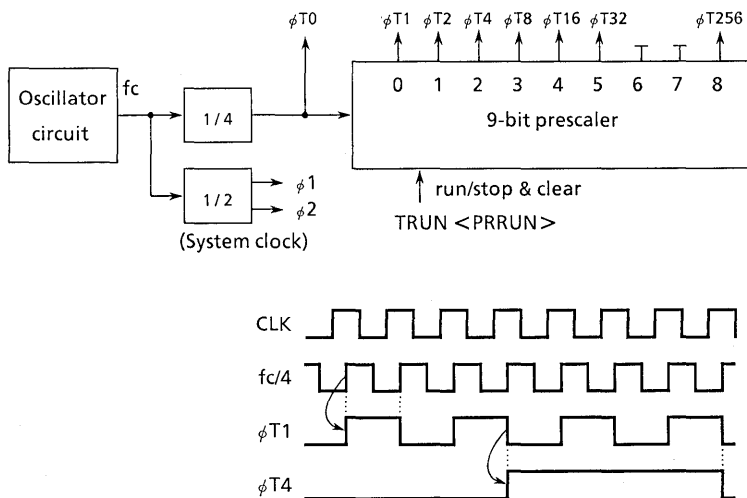 φT0 φT1 φT2 φT4 φT8 φT16 φT32 φT256
Oscillator circuit
fc
1/4
0 1 2 3 4 5 6 7 8
9-bit prescaler
1/2
φ1
φ2
(System clock)
run/stop & clear
TRUN <PRRUN>
CLK
fc/4
φT1
φT4